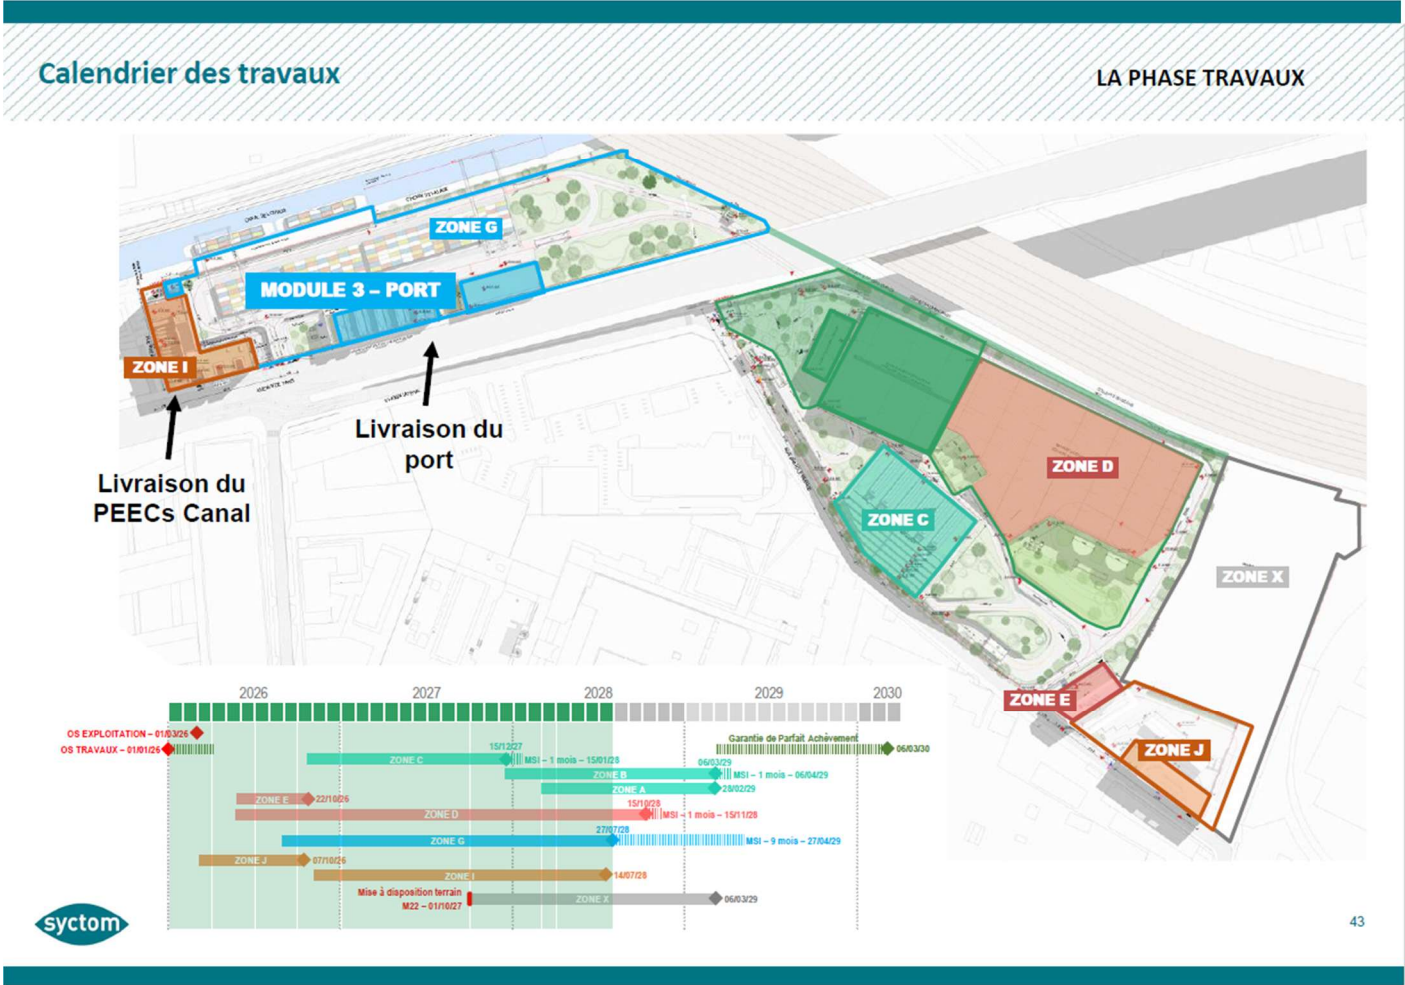 Calendrier des travaux
LA PHASE TRAVAUX
ZONE G
MODULE 3 – PORT
ZONE I
Livraison du
port
Livraison du
PEECs Canal
ZONE D
ZONE C
ZONE X
ZONE E
ZONE J
2026
2027
2028
2029
2030
OS EXPLOITATION – 01/03/26
OS TRAVAUX – 01/01/26
Garantie de Parfait Achèvement
06/03/30
15/12/27
ZONE C
MSI – 1 mois – 15/01/28
06/03/29
ZONE B
MSI – 1 mois – 06/04/29
ZONE A
28/02/29
ZONE E
22/10/26
15/10/28
ZONE D
MSI – 1 mois – 15/11/28
27/07/28
ZONE G
MSI – 9 mois – 27/04/29
ZONE J
07/10/26
ZONE I
14/07/28
Mise à disposition terrain
M22 – 01/10/27
ZONE X
06/03/29
syctom
43